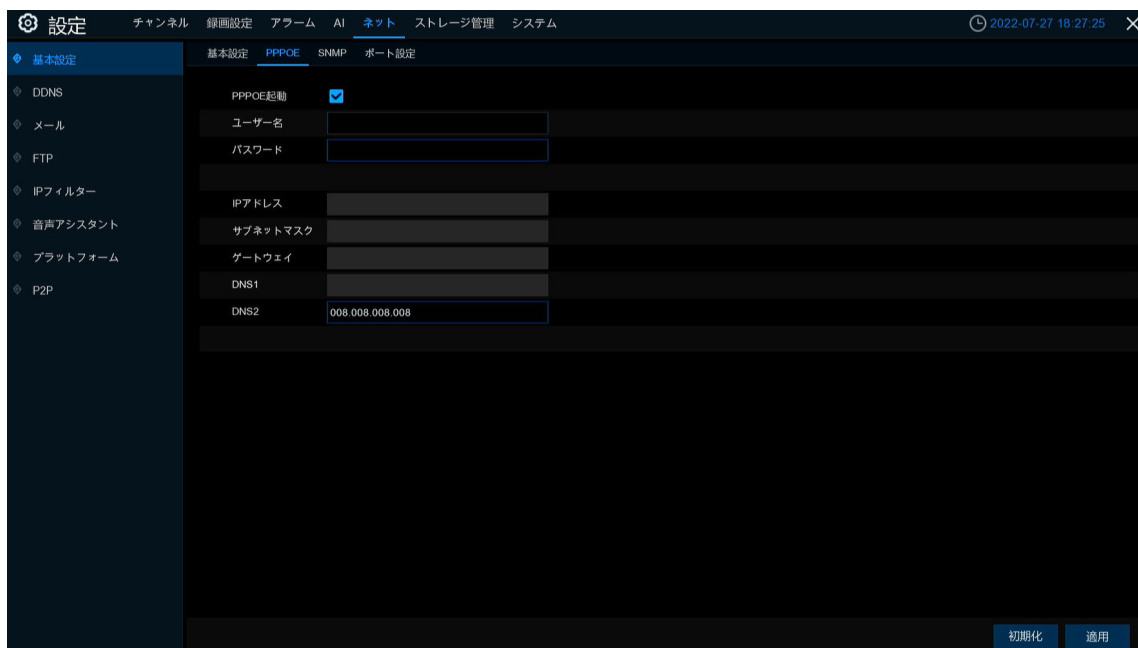 設定 チャンネル 録画設定 アラーム AI ネット ストレージ管理 システム 2022-07-27 18:27:25
基本設定 PPPOE SNMP ポート設定
基本設定
DDNS
メール
FTP
IPフィルター
音声アシスタント
プラットフォーム
P2P
PPPOE起動
ユーザー名
パスワード
IPアドレス
サブネットマスク
ゲートウェイ
DNS1
DNS2 008.008.008.008
初期化 適用